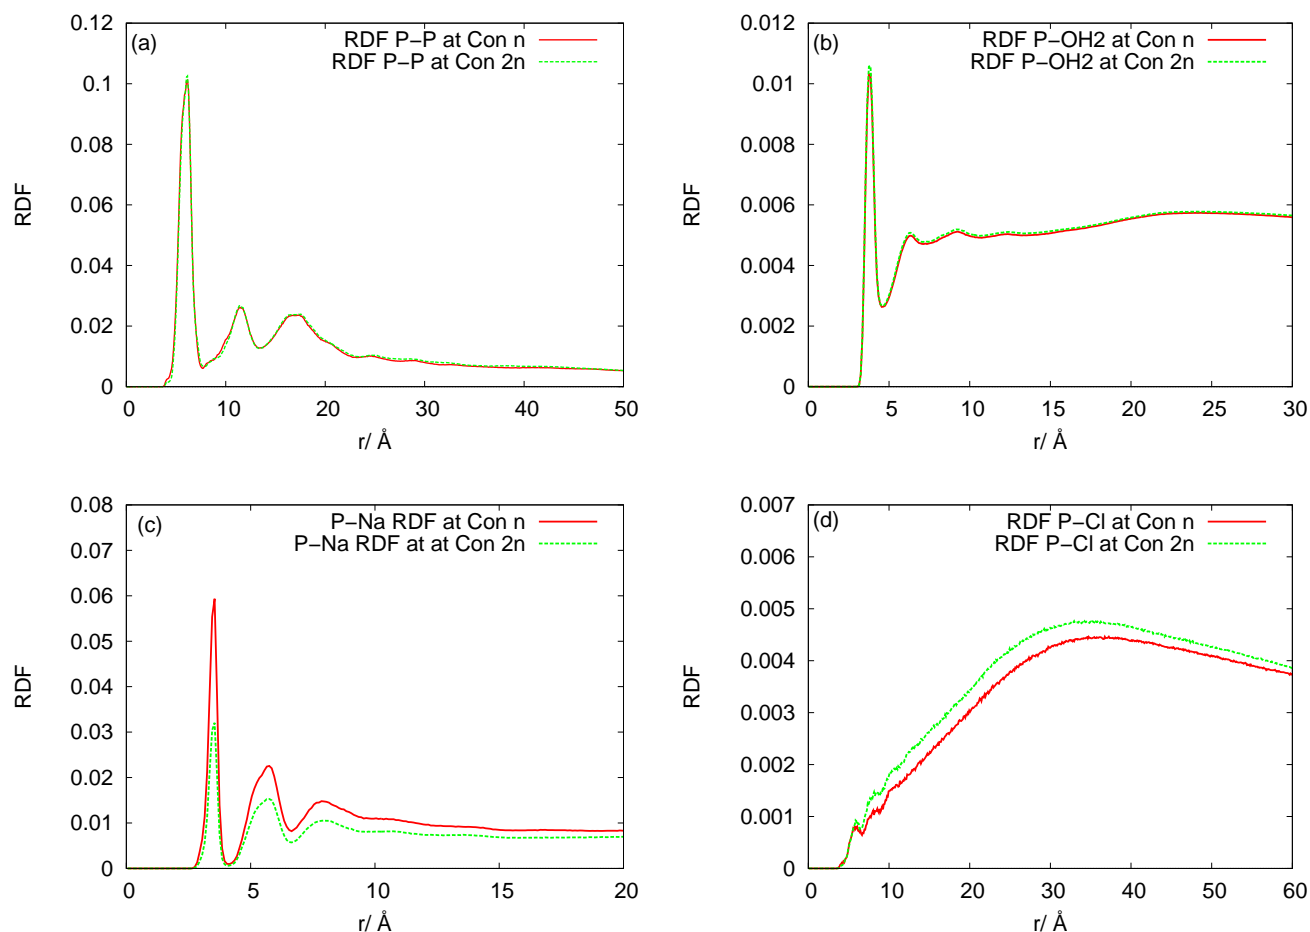 (a)
RDF P-P at Con n
RDF P-P at Con 2n
0.12
0.1
0.08
0.06
0.04
0.02
0
RDF
0 10 20 30 40 50
r/ Å
(b)
RDF P-OH2 at Con n
RDF P-OH2 at Con 2n
0.012
0.01
0.008
0.006
0.004
0.002
0
RDF
0 5 10 15 20 25 30
r/ Å
(c)
P-Na RDF at Con n
P-Na RDF at at Con 2n
0.08
0.07
0.06
0.05
0.04
0.03
0.02
0.01
0
RDF
0 5 10 15 20
r/ Å
(d)
RDF P-Cl at Con n
RDF P-Cl at Con 2n
0.007
0.006
0.005
0.004
0.003
0.002
0.001
0
RDF
0 10 20 30 40 50 60
r/ Å